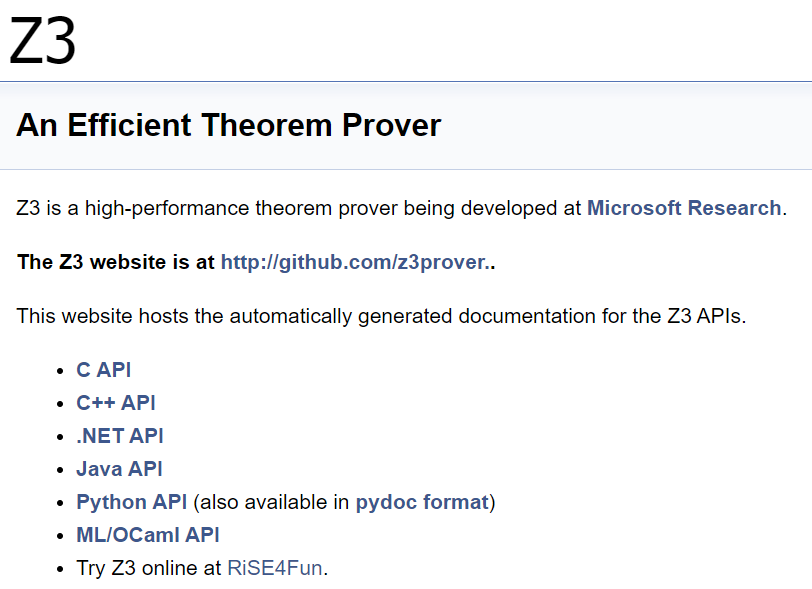 Z3
An Efficient Theorem Prover
Z3 is a high-performance theorem prover being developed at Microsoft Research.
The Z3 website is at http://github.com/z3prover..
This website hosts the automatically generated documentation for the Z3 APIs.
• C API
• C++ API
• .NET API
• Java API
• Python API (also available in pydoc format)
• ML/OCaml API
• Try Z3 online at RiSE4Fun.